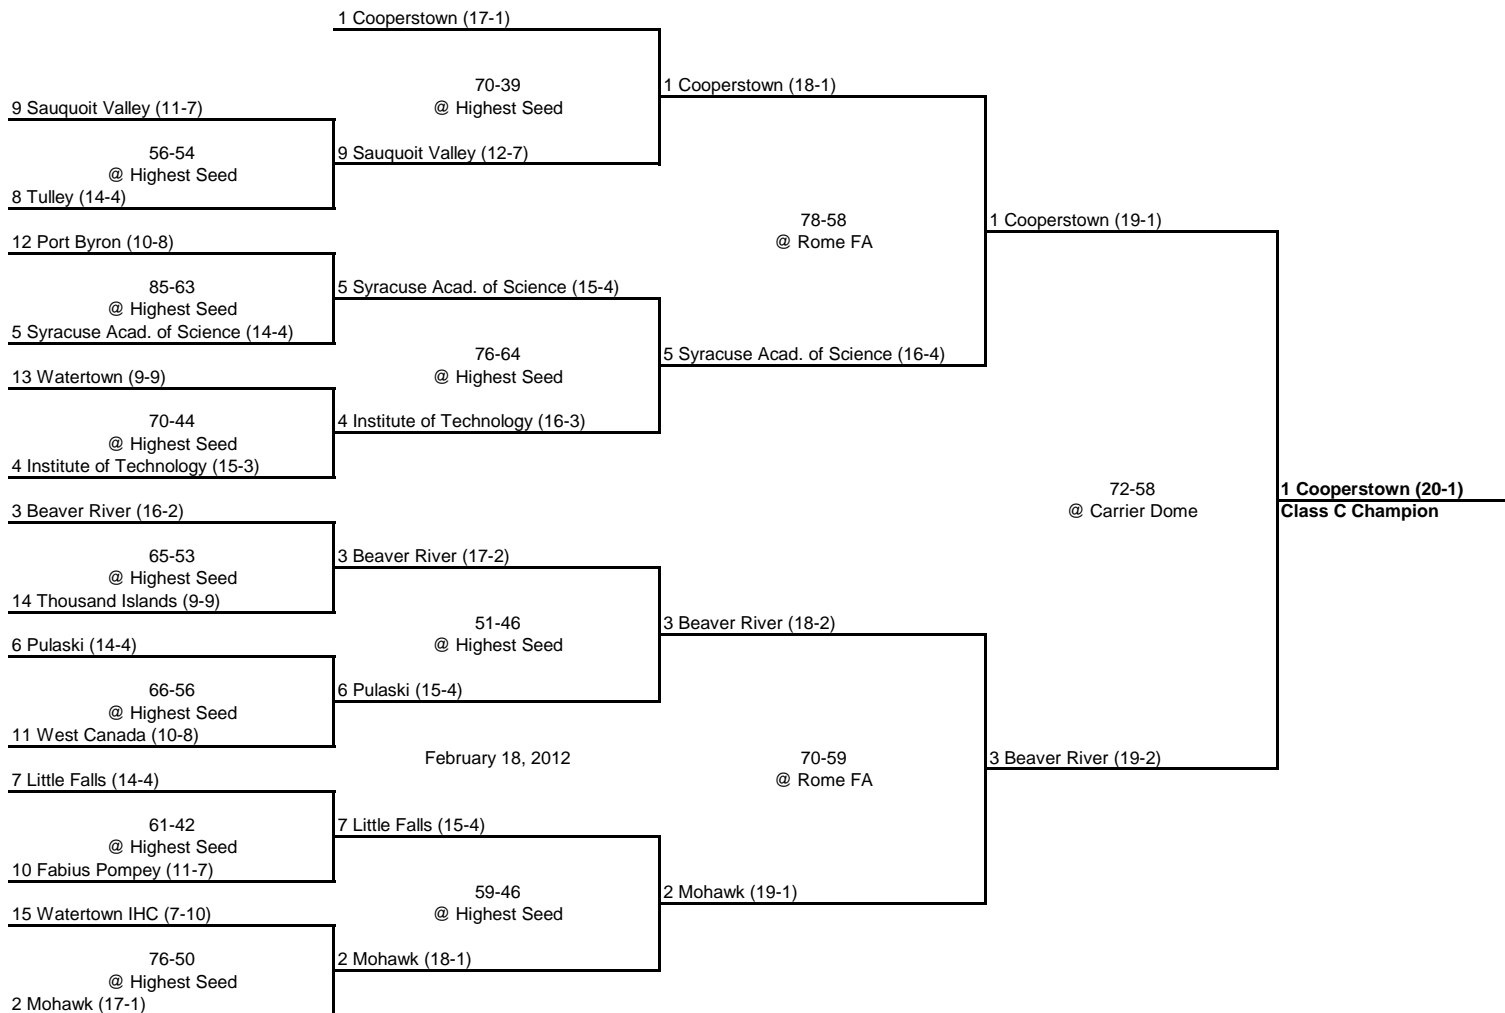 1 Cooperstown (17-1)
70-39
@ Highest Seed
1 Cooperstown (18-1)
9 Sauquoit Valley (11-7)
56-54
@ Highest Seed
9 Sauquoit Valley (12-7)
8 Tulley (14-4)
78-58
@ Rome FA
1 Cooperstown (19-1)
12 Port Byron (10-8)
85-63
@ Highest Seed
5 Syracuse Acad. of Science (15-4)
5 Syracuse Acad. of Science (14-4)
76-64
@ Highest Seed
5 Syracuse Acad. of Science (16-4)
13 Watertown (9-9)
70-44
@ Highest Seed
4 Institute of Technology (16-3)
4 Institute of Technology (15-3)
72-58
@ Carrier Dome
1 Cooperstown (20-1)
Class C Champion
3 Beaver River (16-2)
65-53
@ Highest Seed
3 Beaver River (17-2)
14 Thousand Islands (9-9)
51-46
@ Highest Seed
3 Beaver River (18-2)
6 Pulaski (14-4)
66-56
@ Highest Seed
6 Pulaski (15-4)
11 West Canada (10-8)
February 18, 2012
70-59
@ Rome FA
3 Beaver River (19-2)
7 Little Falls (14-4)
61-42
@ Highest Seed
7 Little Falls (15-4)
10 Fabius Pompey (11-7)
59-46
@ Highest Seed
2 Mohawk (19-1)
15 Watertown IHC (7-10)
76-50
@ Highest Seed
2 Mohawk (18-1)
2 Mohawk (17-1)